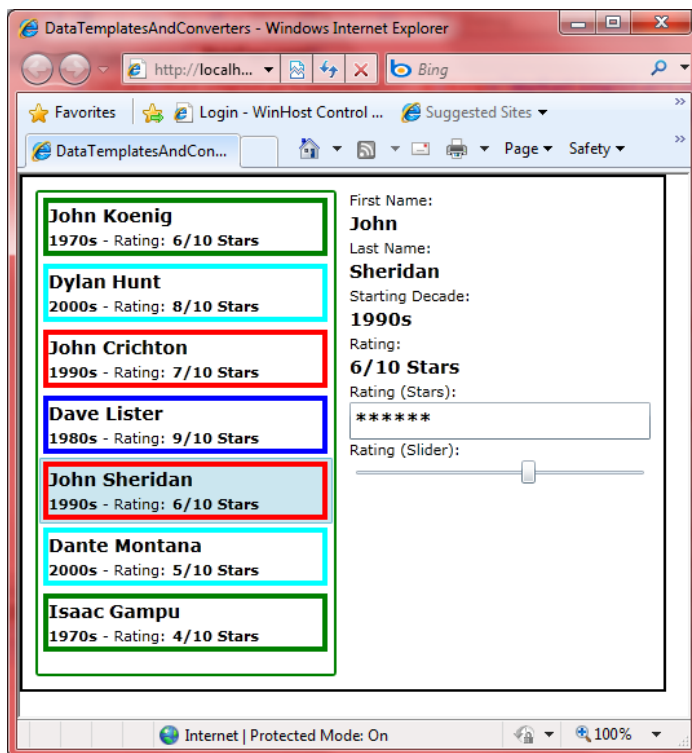 DataTemplatesAndConverters - Windows Internet Explorer
http://localh...
Bing
Favorites
Login - WinHost Control ...
Suggested Sites
»
DataTemplatesAndCon...
Page
Safety
»
John Koenig
1970s - Rating: 6/10 Stars
Dylan Hunt
2000s - Rating: 8/10 Stars
John Crichton
1990s - Rating: 7/10 Stars
Dave Lister
1980s - Rating: 9/10 Stars
John Sheridan
1990s - Rating: 6/10 Stars
Dante Montana
2000s - Rating: 5/10 Stars
Isaac Gampu
1970s - Rating: 4/10 Stars
First Name:
John
Last Name:
Sheridan
Starting Decade:
1990s
Rating:
6/10 Stars
Rating (Stars):
******
Rating (Slider):
Internet | Protected Mode: On
100%